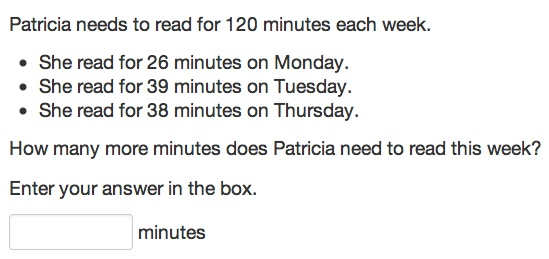 Patricia needs to read for 120 minutes each week.
• She read for 26 minutes on Monday.
• She read for 39 minutes on Tuesday.
• She read for 38 minutes on Thursday.
How many more minutes does Patricia need to read this week?
Enter your answer in the box.
minutes